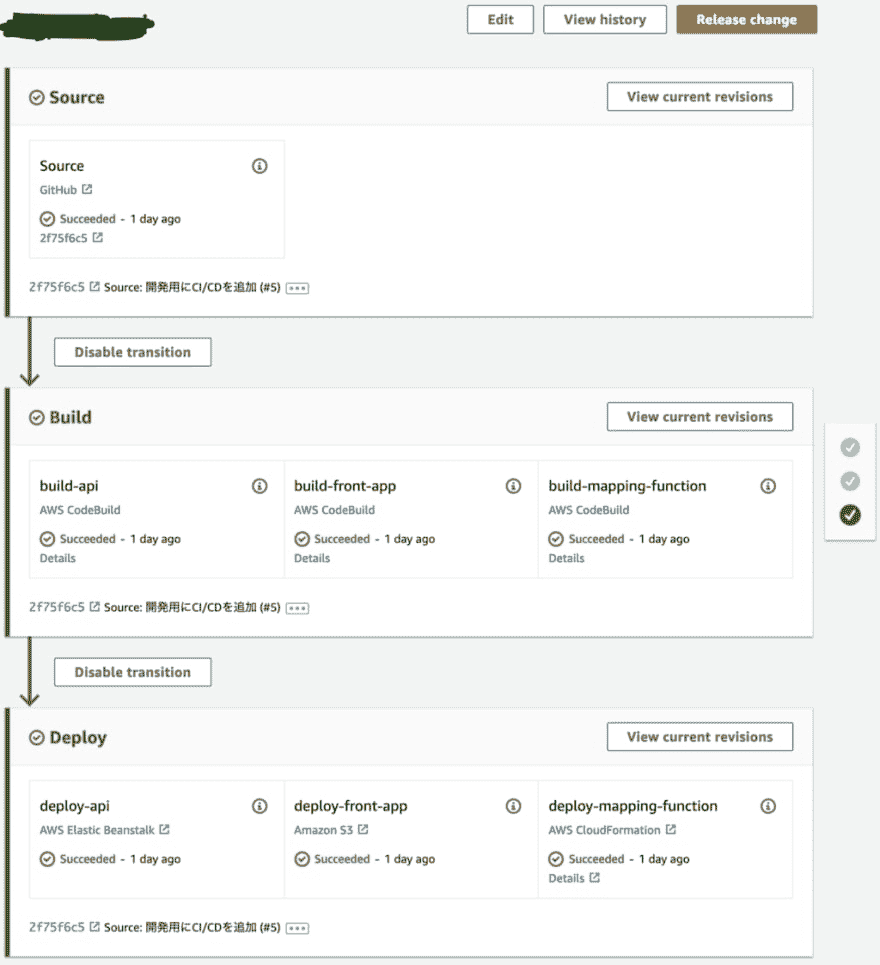 Edit View history Release change
Source View current revisions
Source
GitHub
Succeeded - 1 day ago
2f75f6c5
2f75f6c5 Source: 開発用にCI/CDを追加 (#5)
Disable transition
Build View current revisions
build-api build-front-app build-mapping-function
AWS CodeBuild AWS CodeBuild AWS CodeBuild
Succeeded - 1 day ago Succeeded - 1 day ago Succeeded - 1 day ago
Details Details Details
2f75f6c5 Source: 開発用にCI/CDを追加 (#5)
Disable transition
Deploy View current revisions
deploy-api deploy-front-app deploy-mapping-function
AWS Elastic Beanstalk Amazon S3 AWS CloudFormation
Succeeded - 1 day ago Succeeded - 1 day ago Succeeded - 1 day ago
Details
2f75f6c5 Source: 開発用にCI/CDを追加 (#5)